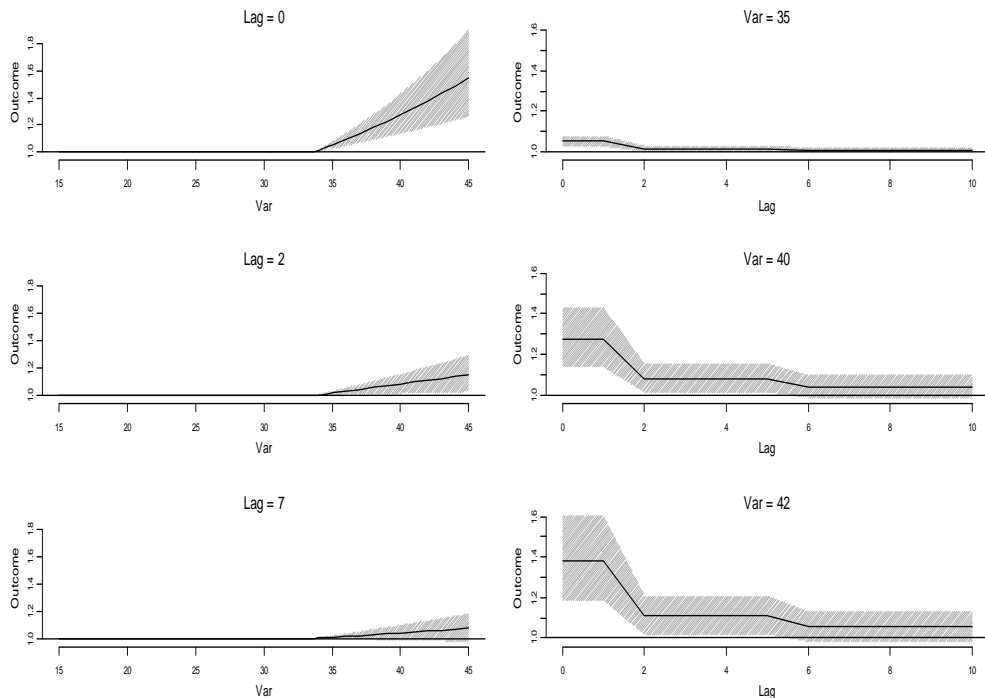 Lag = 0
Outcome
1.0 1.2 1.4 1.6 1.8
15 20 25 30 35 40 45
Var
Var = 35
Outcome
1.0 1.2 1.4 1.6
0 2 4 6 8 10
Lag
Lag = 2
Outcome
1.0 1.2 1.4 1.6 1.8
15 20 25 30 35 40 45
Var
Var = 40
Outcome
1.0 1.2 1.4 1.6
0 2 4 6 8 10
Lag
Lag = 7
Outcome
1.0 1.2 1.4 1.6 1.8
15 20 25 30 35 40 45
Var
Var = 42
Outcome
1.0 1.2 1.4 1.6
0 2 4 6 8 10
Lag